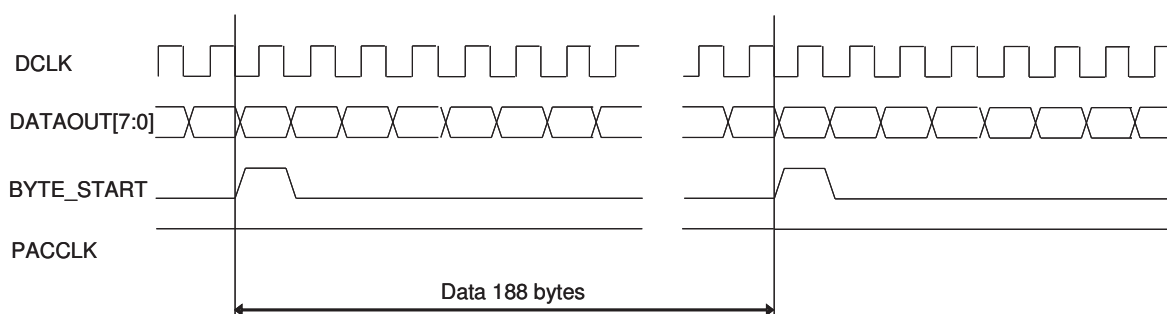 DCLK
DATAOUT[7:0]
BYTE_START
PACCLK
Data 188 bytes